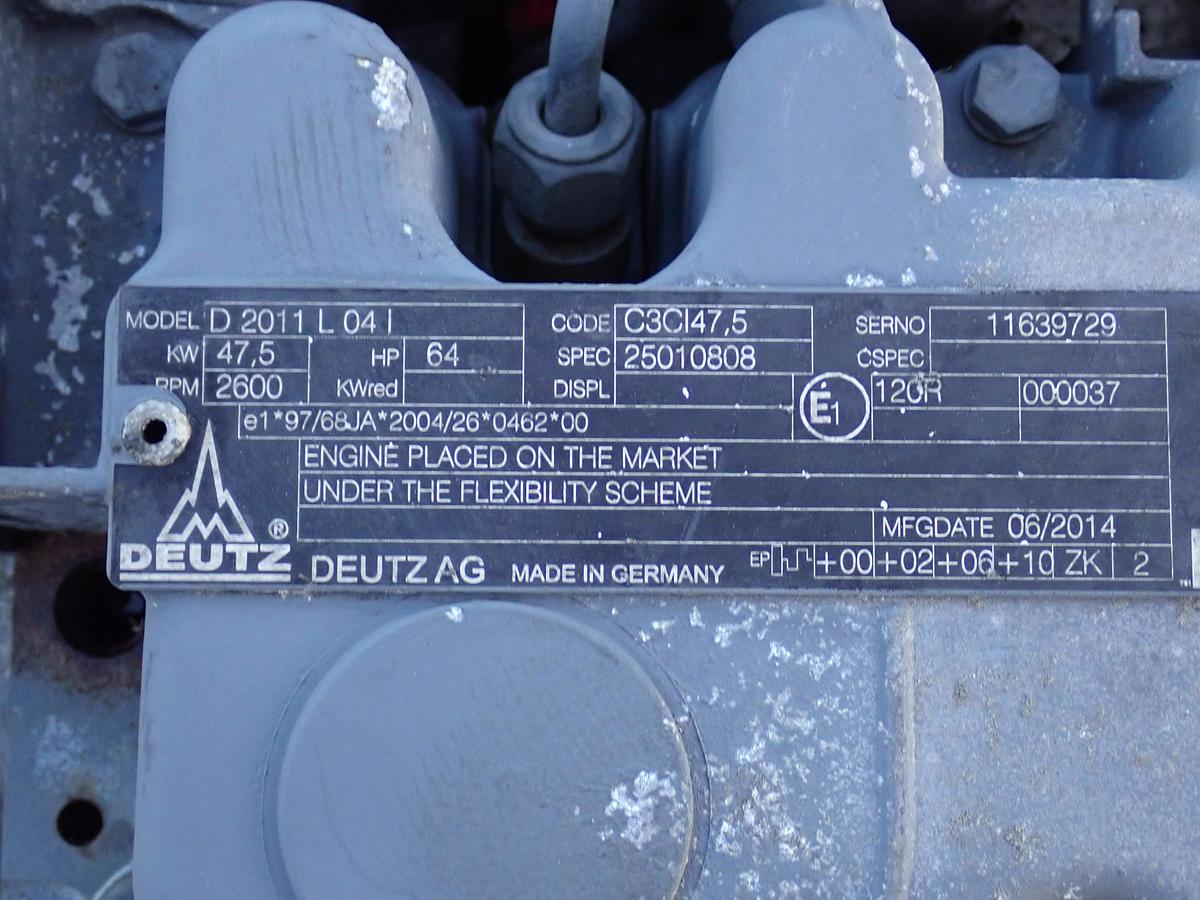 MODEL D 2011 L 04 I CODE C3CI47,5 SERNO 11639729
KW 47,5 HP 64 SPEC 25010808 CSPEC
RPM 2600 KWred DISPL E1 120R 000037
e1*97/68JA*2004/26*0462*00
ENGINE PLACED ON THE MARKET
UNDER THE FLEXIBILITY SCHEME
MFGDATE 06/2014
DEUTZ ® DEUTZ AG MADE IN GERMANY EP +00 +02 +06 +10 ZK 2